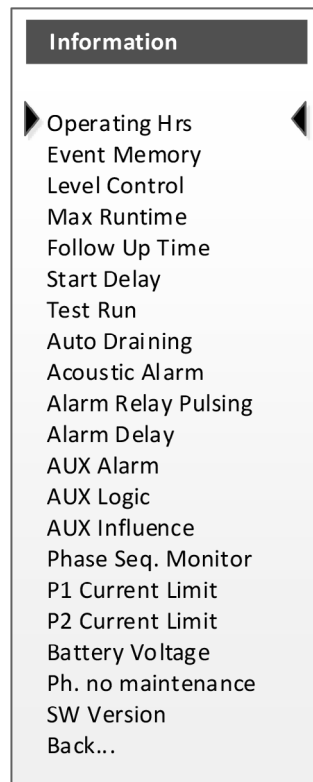 Information
Operating Hrs
Event Memory
Level Control
Max Runtime
Follow Up Time
Start Delay
Test Run
Auto Draining
Acoustic Alarm
Alarm Relay Pulsing
Alarm Delay
AUX Alarm
AUX Logic
AUX Influence
Phase Seq. Monitor
P1 Current Limit
P2 Current Limit
Battery Voltage
Ph. no maintenance
SW Version
Back...